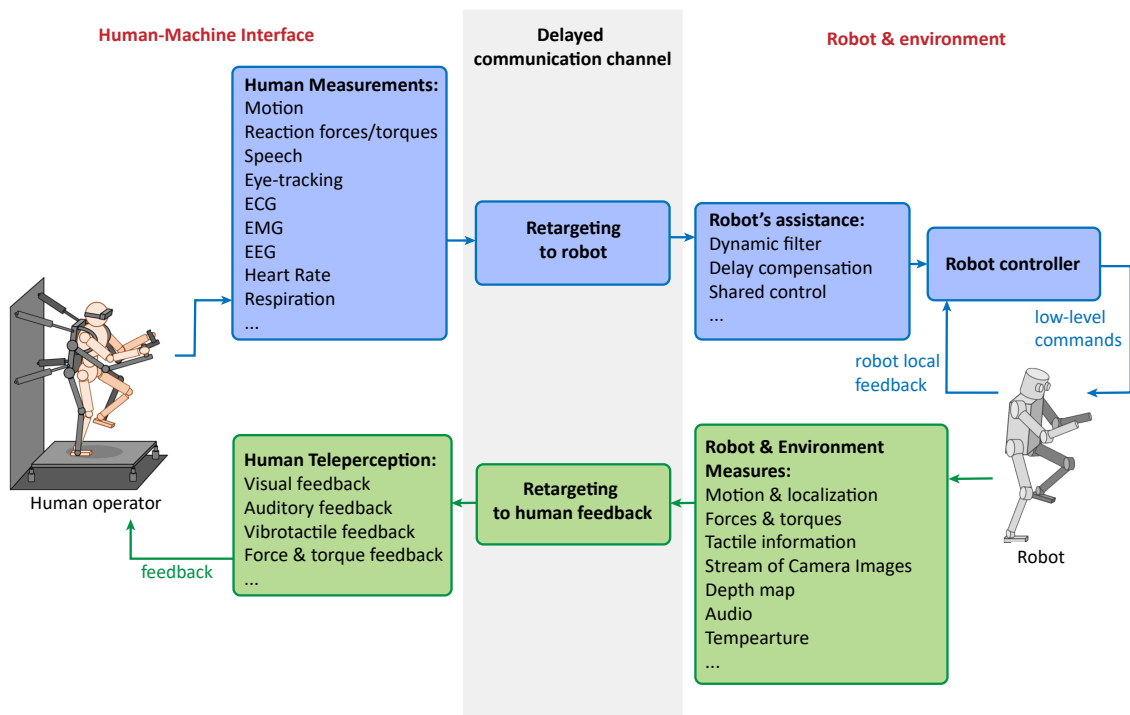 Human-Machine Interface
Delayed
communication channel
Robot & environment
Human Measurements:
Motion
Reaction forces/torques
Speech
Eye-tracking
ECG
EMG
EEG
Heart Rate
Respiration
...
Retargeting
to robot
Robot's assistance:
Dynamic filter
Delay compensation
Shared control
...
Robot controller
low-level
commands
robot local
feedback
Human operator
Human Teleperception:
Visual feedback
Auditory feedback
Vibrotactile feedback
Force & torque feedback
...
feedback
Retargeting
to human feedback
Robot & Environment
Measures:
Motion & localization
Forces & torques
Tactile information
Stream of Camera Images
Depth map
Audio
Tempearture
...
Robot